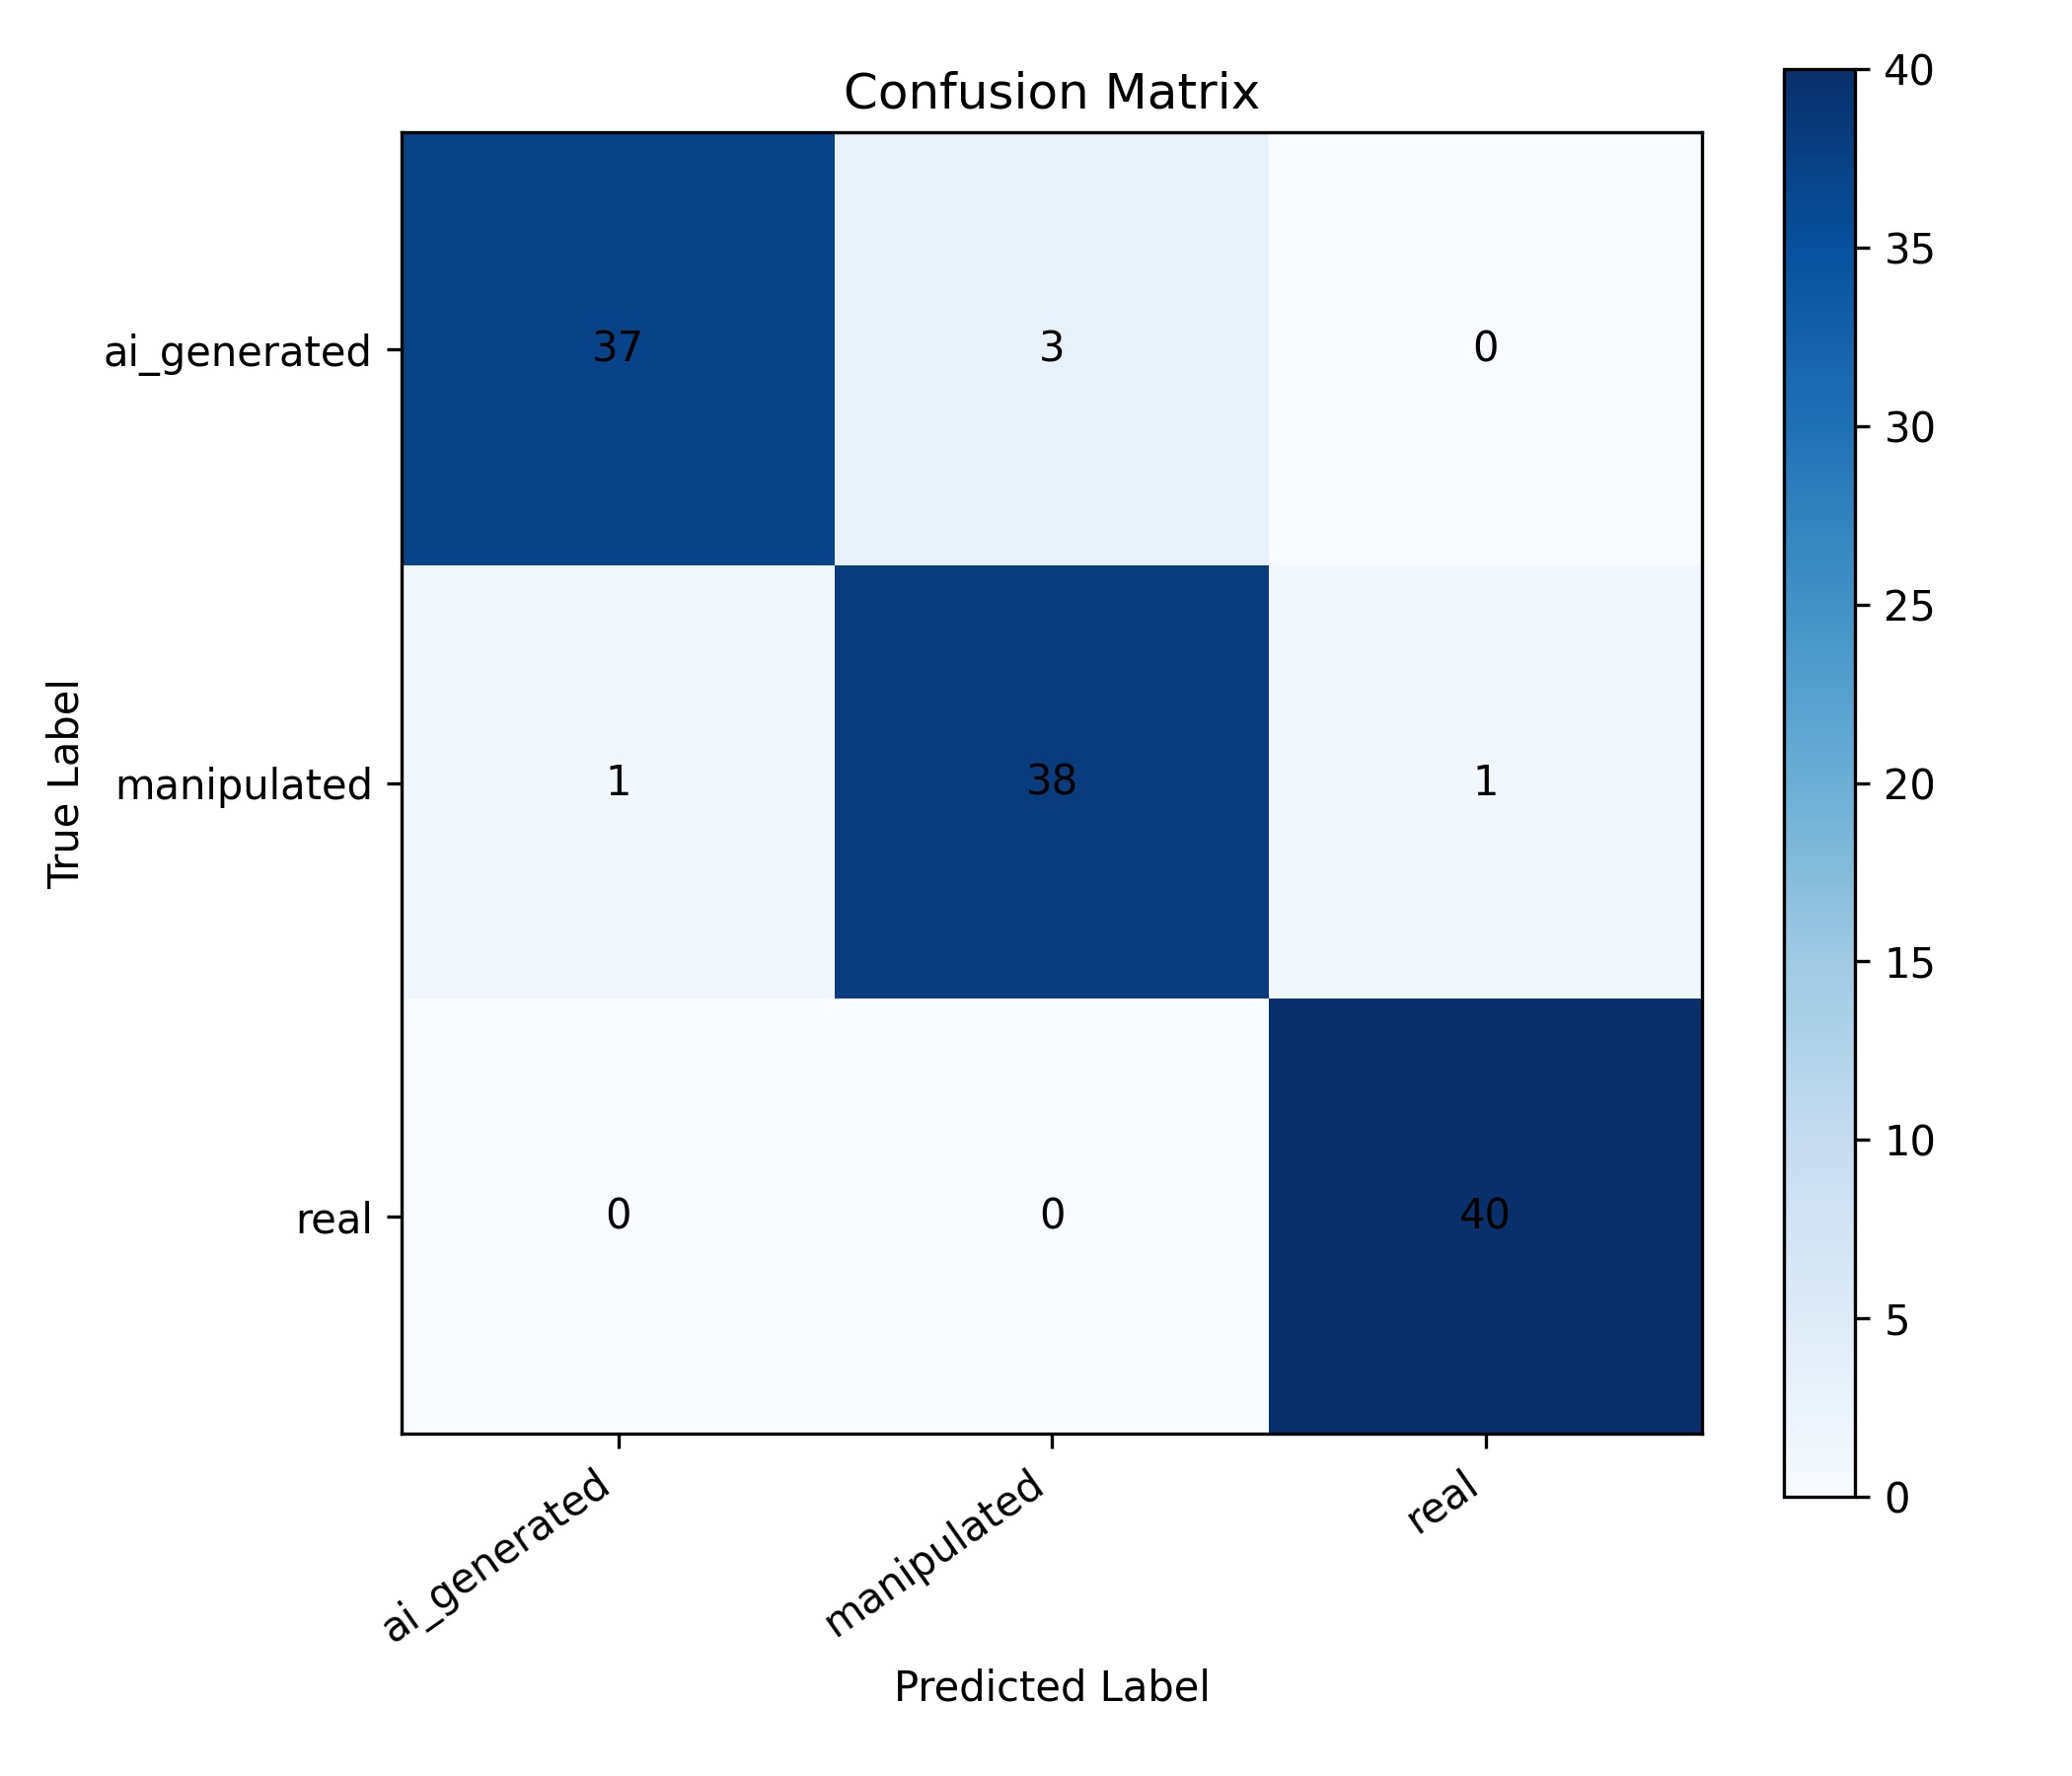 Confusion Matrix
True Label
ai_generated 37 3 0
manipulated 1 38 1
real 0 0 40
ai_generated manipulated real
Predicted Label
40
35
30
25
20
15
10
5
0